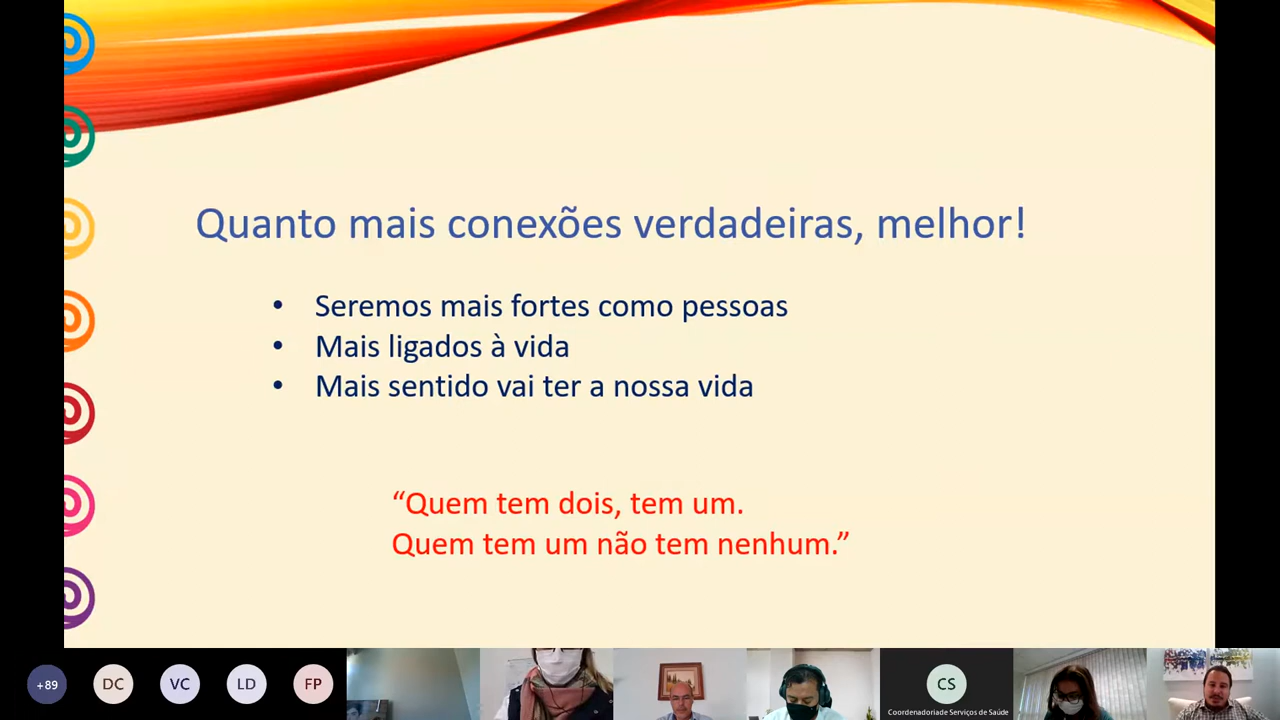 Quanto mais conexões verdadeiras, melhor!
• Seremos mais fortes como pessoas
• Mais ligados à vida
• Mais sentido vai ter a nossa vida
“Quem tem dois, tem um.
Quem tem um não tem nenhum.”
+89
DC
VC
LD
FP
CS
Coordenadoriade Serviços de Saúde